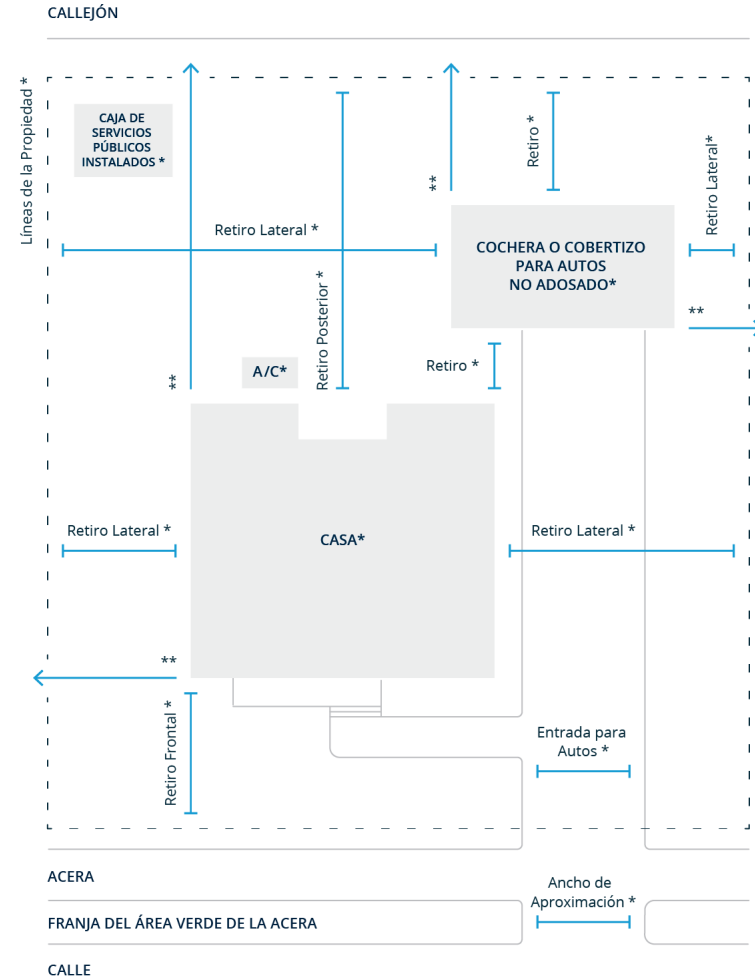 CALLEJÓN
Líneas de la Propiedad *
CAJA DE
SERVICIOS
PÚBLICOS
INSTALADOS *
**
Retiro *
Retiro Lateral*
Retiro Lateral *
COCHERA O COBERTIZO
PARA AUTOS
NO ADOSADO*
**
Retiro Posterior *
**
A/C*
Retiro *
Retiro Lateral *
CASA*
Retiro Lateral *
**
Retiro Frontal *
Entrada para
Autos *
ACERA
Ancho de
Aproximación *
FRANJA DEL ÁREA VERDE DE LA ACERA
CALLE